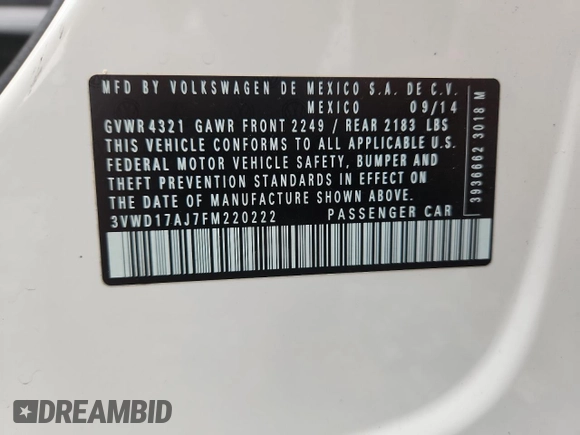 MFD BY VOLKSWAGEN DE MEXICO S.A. DE C.V.
MEXICO 09/14
GVWR 4321 GAWR FRONT 2249 / REAR 2183 LBS
THIS VEHICLE CONFORMS TO ALL APPLICABLE U.S.
FEDERAL MOTOR VEHICLE SAFETY, BUMPER AND
THEFT PREVENTION STANDARDS IN EFFECT ON
THE DATE OF MANUFACTURE SHOWN ABOVE.
3VWD17AJ7FM220222 PASSENGER CAR
3936662 3018 M
DREAMBID